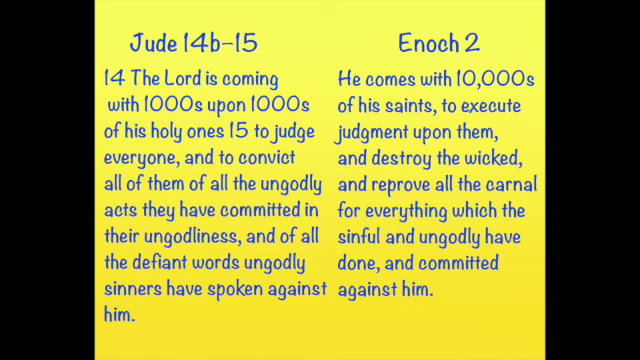 Jude 14b-15
14 The Lord is coming
with 1000s upon 1000s
of his holy ones 15 to judge
everyone, and to convict
all of them of all the ungodly
acts they have committed in
their ungodliness, and of all
the defiant words ungodly
sinners have spoken against
him.
Enoch 2
He comes with 10,000s
of his saints, to execute
judgment upon them,
and destroy the wicked,
and reprove all the carnal
for everything which the
sinful and ungodly have
done, and committed
against him.